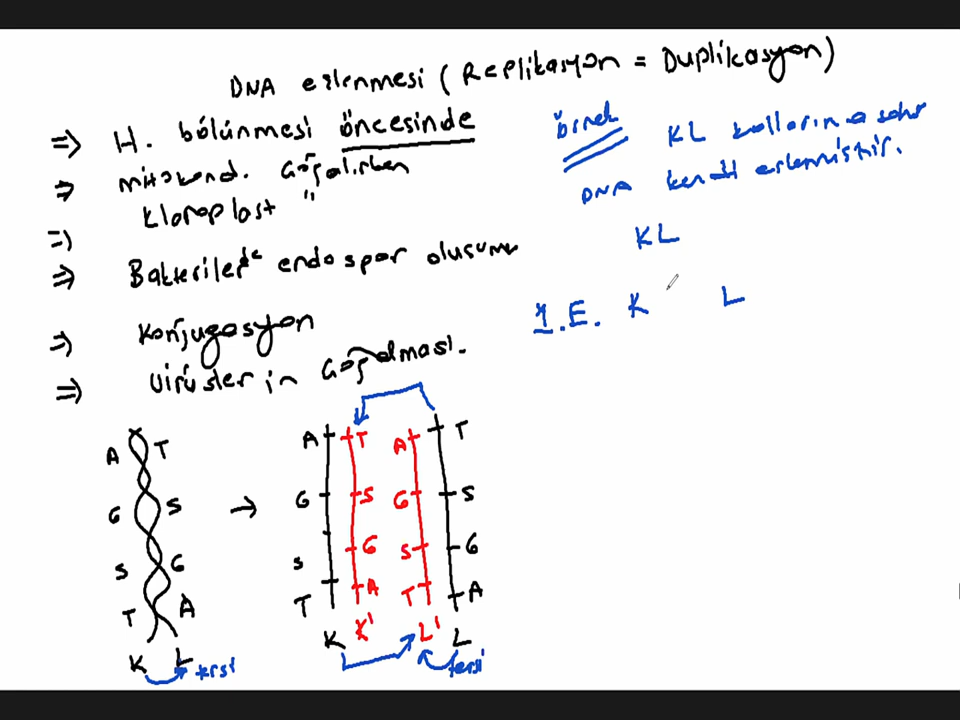 DNA eşlenmesi (Replikasyon = Duplikasyon)
⇒ H. bölünmesi öncesinde
⇒ mitokond. çoğalırken
⇒ kloroplast "
⇒ Bakterilerde endospor oluşumu
⇒ Konjugasyon
⇒ virüslerin çoğalması.
örnek KL kollarına sahip
DNA kendi eşlemiştir.
KL
1.E. K L
A T
G S
S G
T A
K L tersi
→
A T A T
G S G S
S G S G
T A T A
K K' L' L
tersi